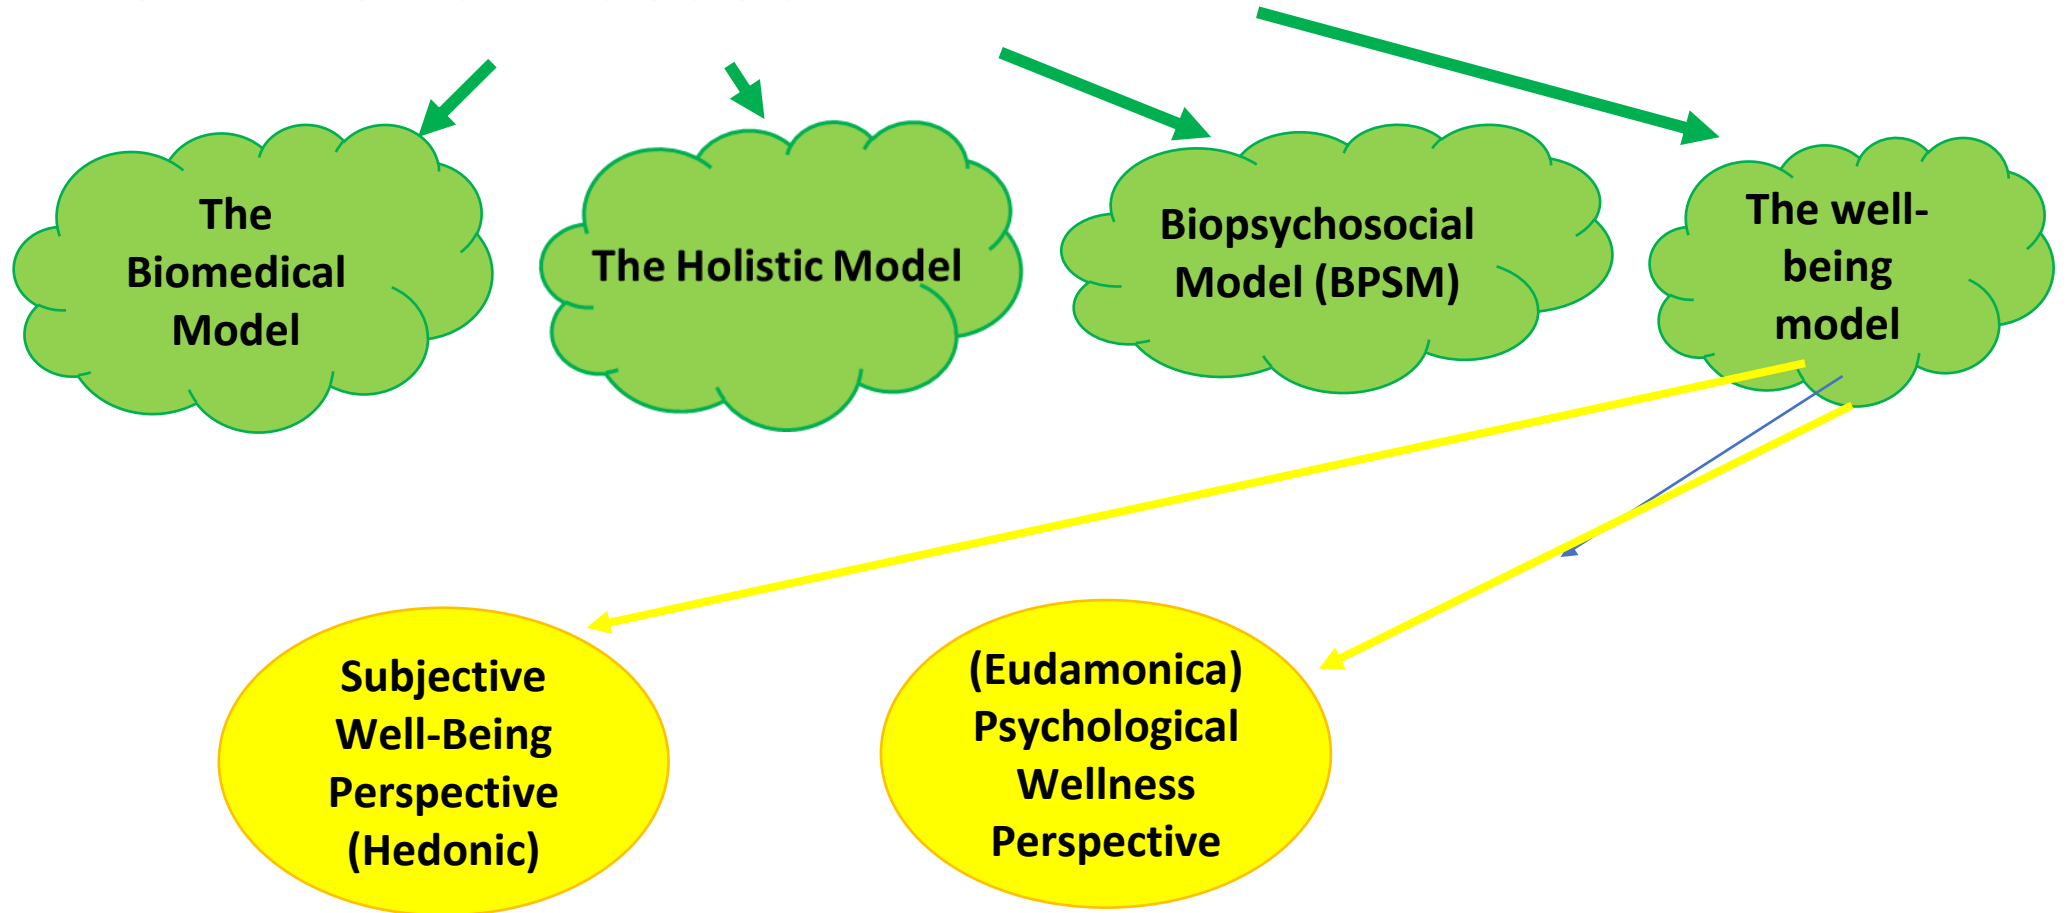 The
Biomedical
Model
The Holistic Model
Biopsychosocial
Model (BPSM)
The well-
being
model
Subjective
Well-Being
Perspective
(Hedonic)
(Eudamonica)
Psychological
Wellness
Perspective